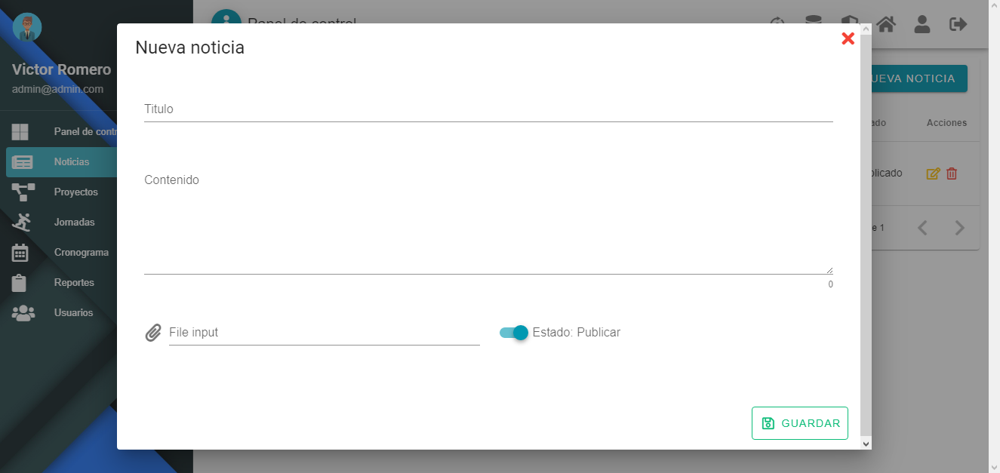 Panel de control
Nueva noticia
Victor Romero
admin@admin.com
UEVA NOTICIA
Titulo
ado
Acciones
Panel de contr
Noticias
blicado
Contenido
Proyectos
Jornadas
e 1
Cronograma
0
Reportes
Usuarios
File input
Estado: Publicar
GUARDAR